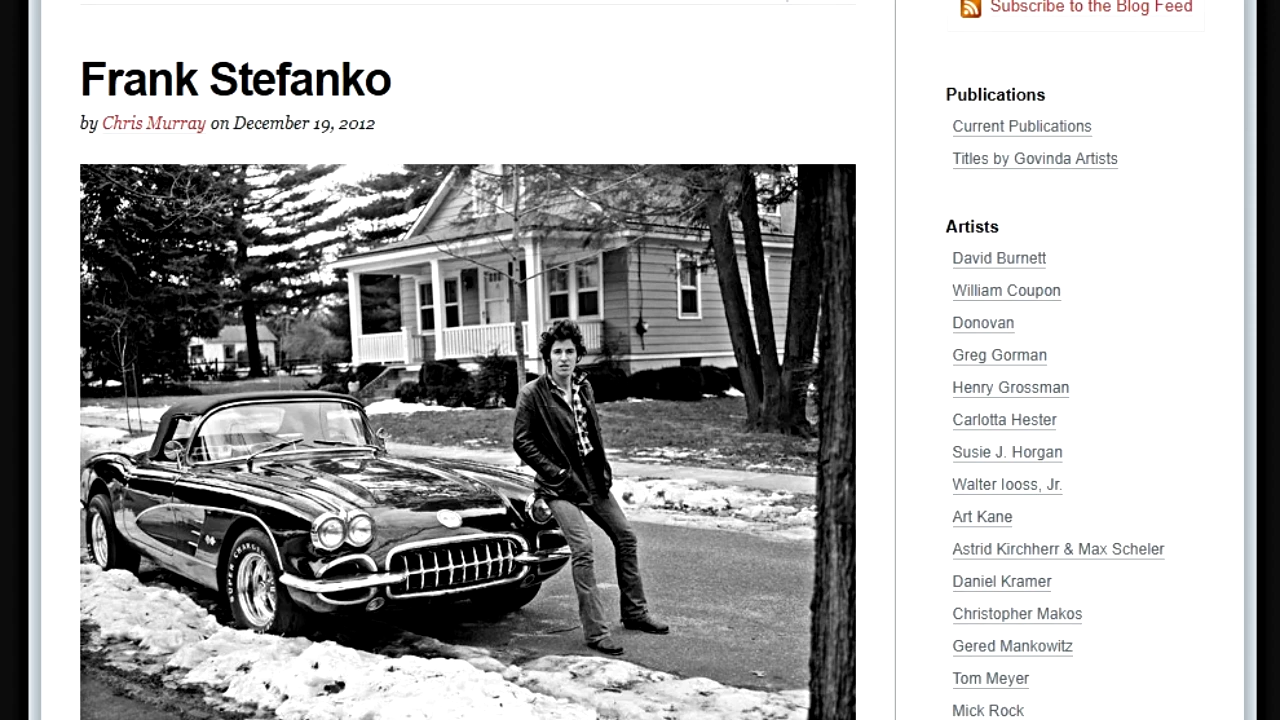 Subscribe to the Blog Feed
Frank Stefanko
by Chris Murray on December 19, 2012
SUPER CHARGER
Publications
Current Publications
Titles by Govinda Artists
Artists
David Burnett
William Coupon
Donovan
Greg Gorman
Henry Grossman
Carlotta Hester
Susie J. Horgan
Walter Iooss, Jr.
Art Kane
Astrid Kirchherr & Max Scheler
Daniel Kramer
Christopher Makos
Gered Mankowitz
Tom Meyer
Mick Rock